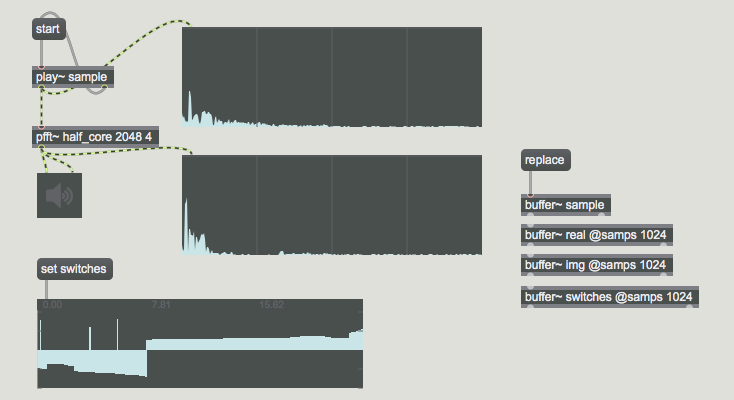 start
play~ sample
pfft~ half_core 2048 4
set switches
0.00 7.81 15.62
replace
buffer~ sample
buffer~ real @samps 1024
buffer~ img @samps 1024
buffer~ switches @samps 1024